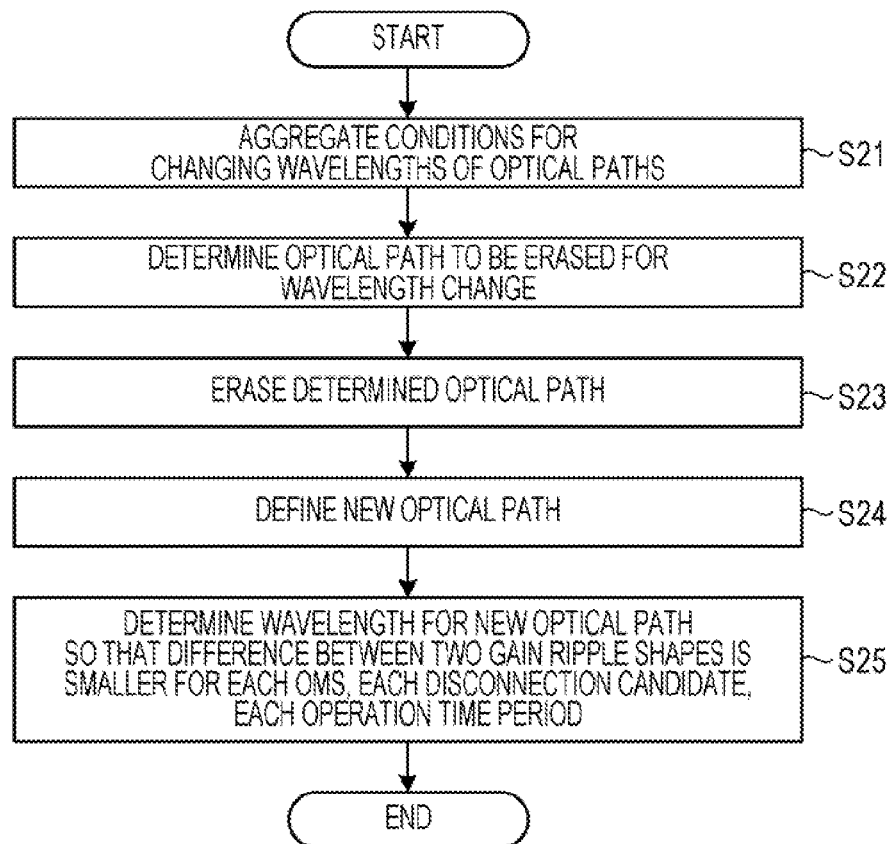 START
AGGREGATE CONDITIONS FOR
CHANGING WAVELENGTHS OF OPTICAL PATHS
S21
DETERMINE OPTICAL PATH TO BE ERASED FOR
WAVELENGTH CHANGE
S22
ERASE DETERMINED OPTICAL PATH
S23
DEFINE NEW OPTICAL PATH
S24
DETERMINE WAVELENGTH FOR NEW OPTICAL PATH
SO THAT DIFFERENCE BETWEEN TWO GAIN RIPPLE SHAPES IS
SMALLER FOR EACH OMS, EACH DISCONNECTION CANDIDATE,
EACH OPERATION TIME PERIOD
S25
END